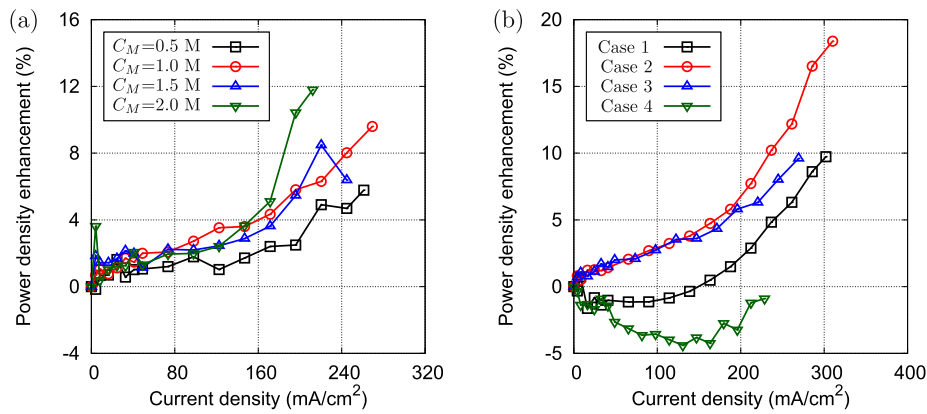 (a)
Power density enhancement (%)
16
12
8
4
0
-4
C_M=0.5 M
C_M=1.0 M
C_M=1.5 M
C_M=2.0 M
0 80 160 240 320
Current density (mA/cm²)
(b)
Power density enhancement (%)
20
15
10
5
0
-5
Case 1
Case 2
Case 3
Case 4
0 100 200 300 400
Current density (mA/cm²)